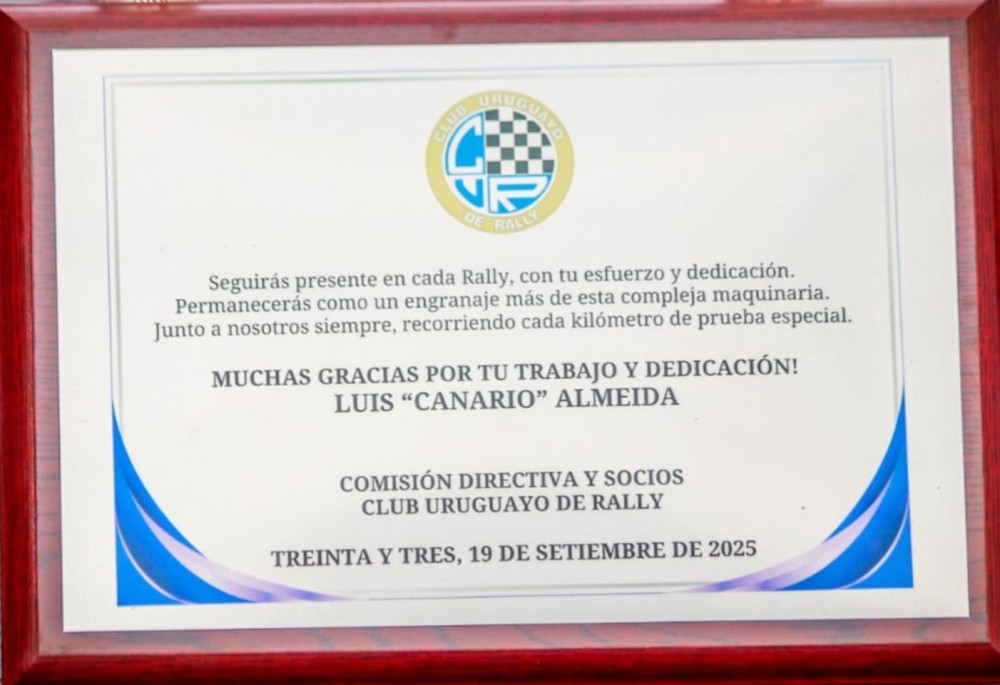 CLUB URUGUAYO
CUR
DE RALLY
Seguirás presente en cada Rally, con tu esfuerzo y dedicación.
Permanecerás como un engranaje más de esta compleja maquinaria.
Junto a nosotros siempre, recorriendo cada kilómetro de prueba especial.
MUCHAS GRACIAS POR TU TRABAJO Y DEDICACIÓN!
LUIS “CANARIO” ALMEIDA
COMISIÓN DIRECTIVA Y SOCIOS
CLUB URUGUAYO DE RALLY
TREINTA Y TRES, 19 DE SETIEMBRE DE 2025